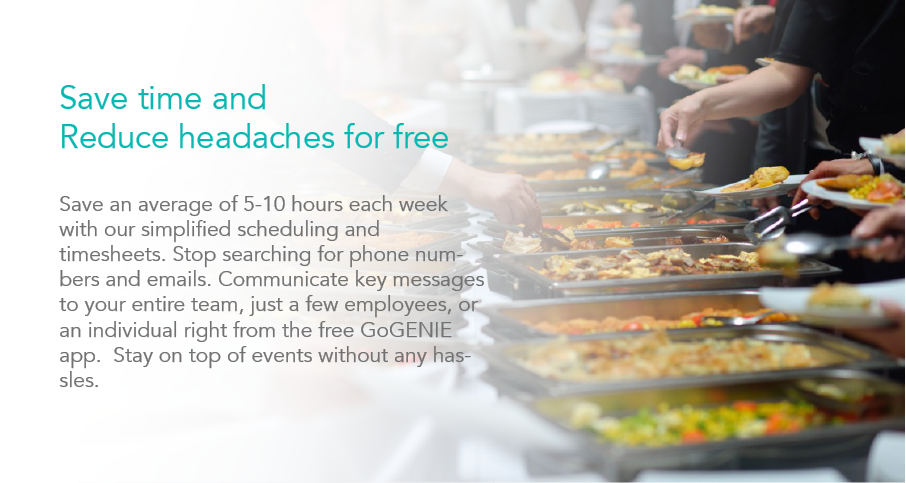 Save time and
Reduce headaches for free
Save an average of 5-10 hours each week
with our simplified scheduling and
timesheets. Stop searching for phone num-
bers and emails. Communicate key messages
to your entire team, just a few employees, or
an individual right from the free GoGENIE
app.  Stay on top of events without any has-
sles.